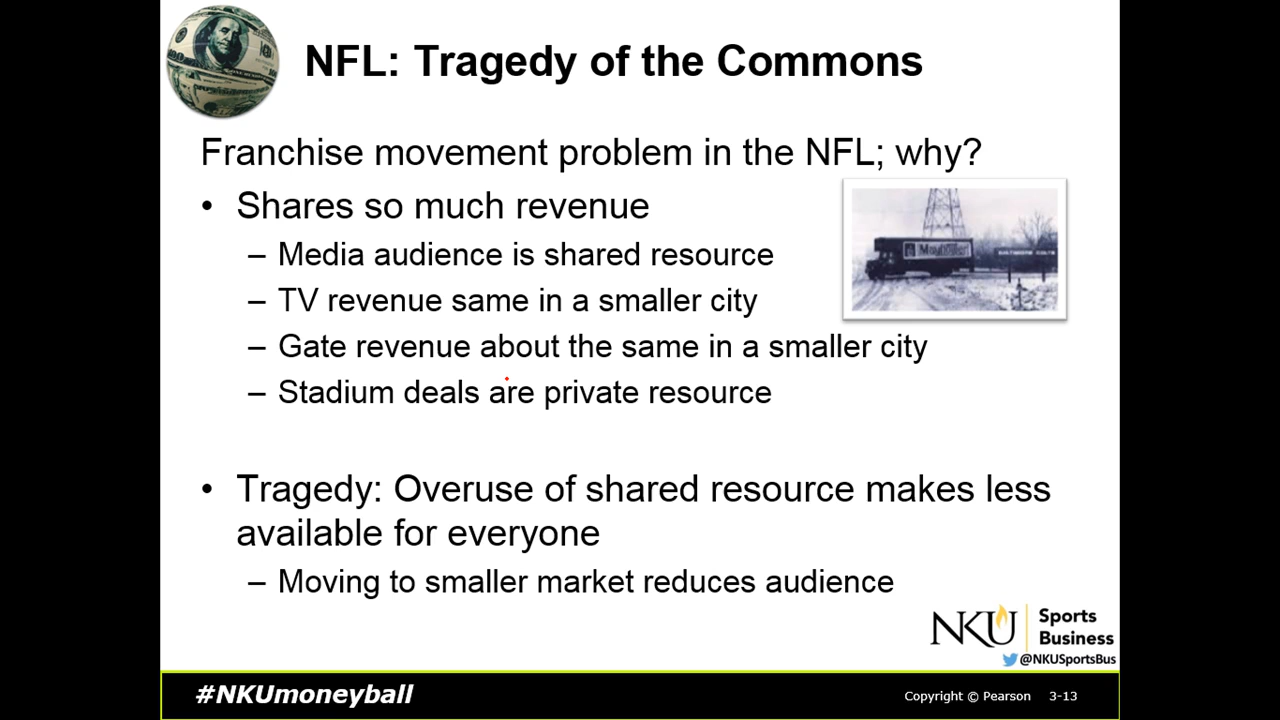 NFL: Tragedy of the Commons
Franchise movement problem in the NFL; why?
• Shares so much revenue
– Media audience is shared resource
– TV revenue same in a smaller city
– Gate revenue about the same in a smaller city
– Stadium deals are private resource
• Tragedy: Overuse of shared resource makes less
available for everyone
– Moving to smaller market reduces audience
Mayflower
NKU
Sports
Business
@NKUSportsBus
#NKUmoneyball
Copyright © Pearson 3-13